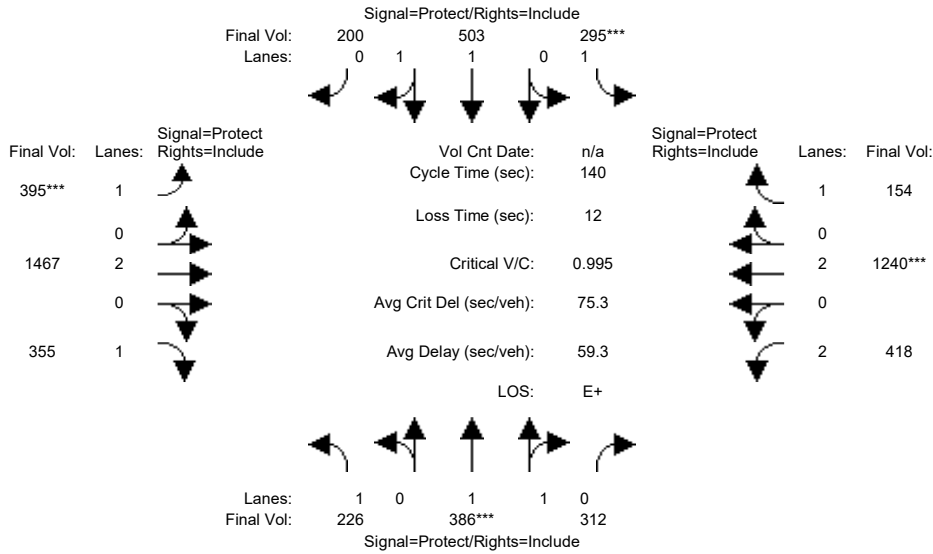 Signal=Protect/Rights=Include
Final Vol: 200 503 295***
Lanes: 0 1 1 0 1
Signal=Protect Signal=Protect
Final Vol: Lanes: Rights=Include Vol Cnt Date: n/a Rights=Include Lanes: Final Vol:
Cycle Time (sec): 140
395*** 1 1 154
Loss Time (sec): 12
0 0
1467 2 Critical V/C: 0.995 2 1240***
0 Avg Crit Del (sec/veh): 75.3 0
355 1 Avg Delay (sec/veh): 59.3 2 418
LOS: E+
Lanes: 1 0 1 1 0
Final Vol: 226 386*** 312
Signal=Protect/Rights=Include